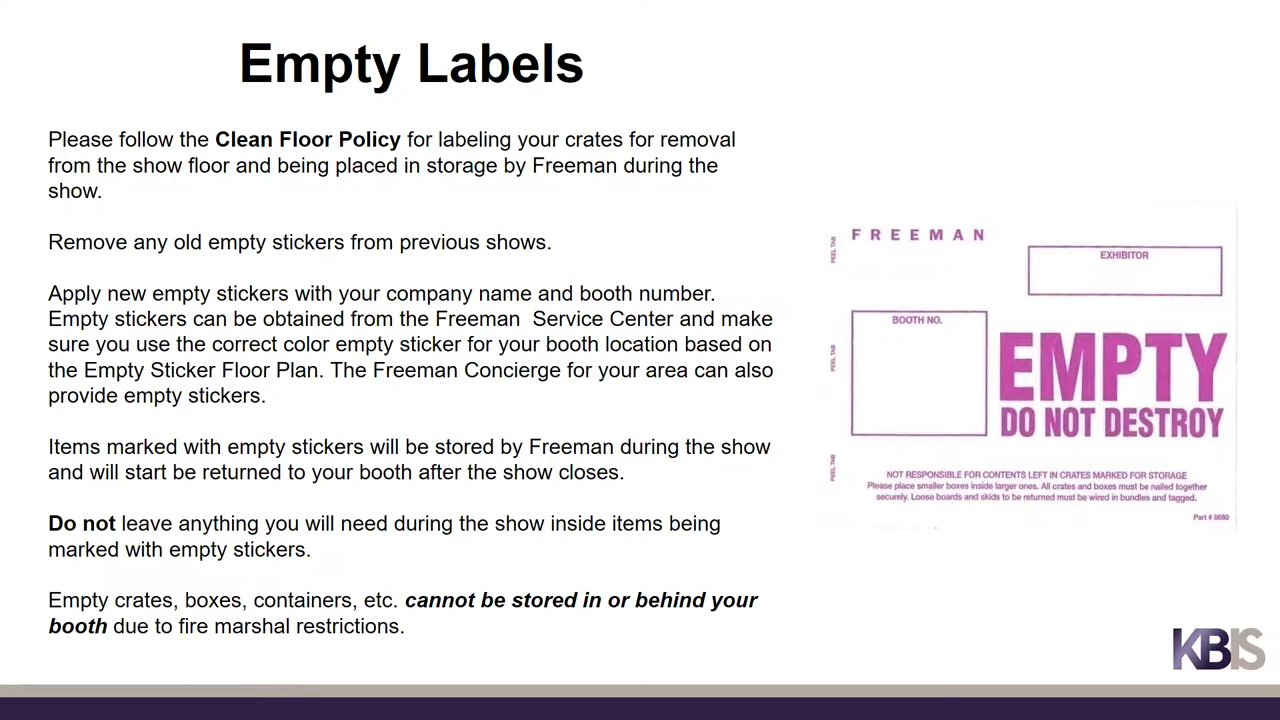 Empty Labels
Please follow the Clean Floor Policy for labeling your crates for removal
from the show floor and being placed in storage by Freeman during the
show.
Remove any old empty stickers from previous shows.
Apply new empty stickers with your company name and booth number.
Empty stickers can be obtained from the Freeman  Service Center and make
sure you use the correct color empty sticker for your booth location based on
the Empty Sticker Floor Plan. The Freeman Concierge for your area can also
provide empty stickers.
Items marked with empty stickers will be stored by Freeman during the show
and will start be returned to your booth after the show closes.
Do not leave anything you will need during the show inside items being
marked with empty stickers.
Empty crates, boxes, containers, etc. cannot be stored in or behind your
booth due to fire marshal restrictions.
FREEMAN
PEEL TAB
EXHIBITOR
BOOTH NO.
PEEL TAB
EMPTY
DO NOT DESTROY
PEEL TAB
NOT RESPONSIBLE FOR CONTENTS LEFT IN CRATES MARKED FOR STORAGE
Please place smaller boxes inside larger ones. All crates and boxes must be nailed together
securely. Loose boards and skids to be returned must be wired in bundles and tagged.
Part #
KBIS